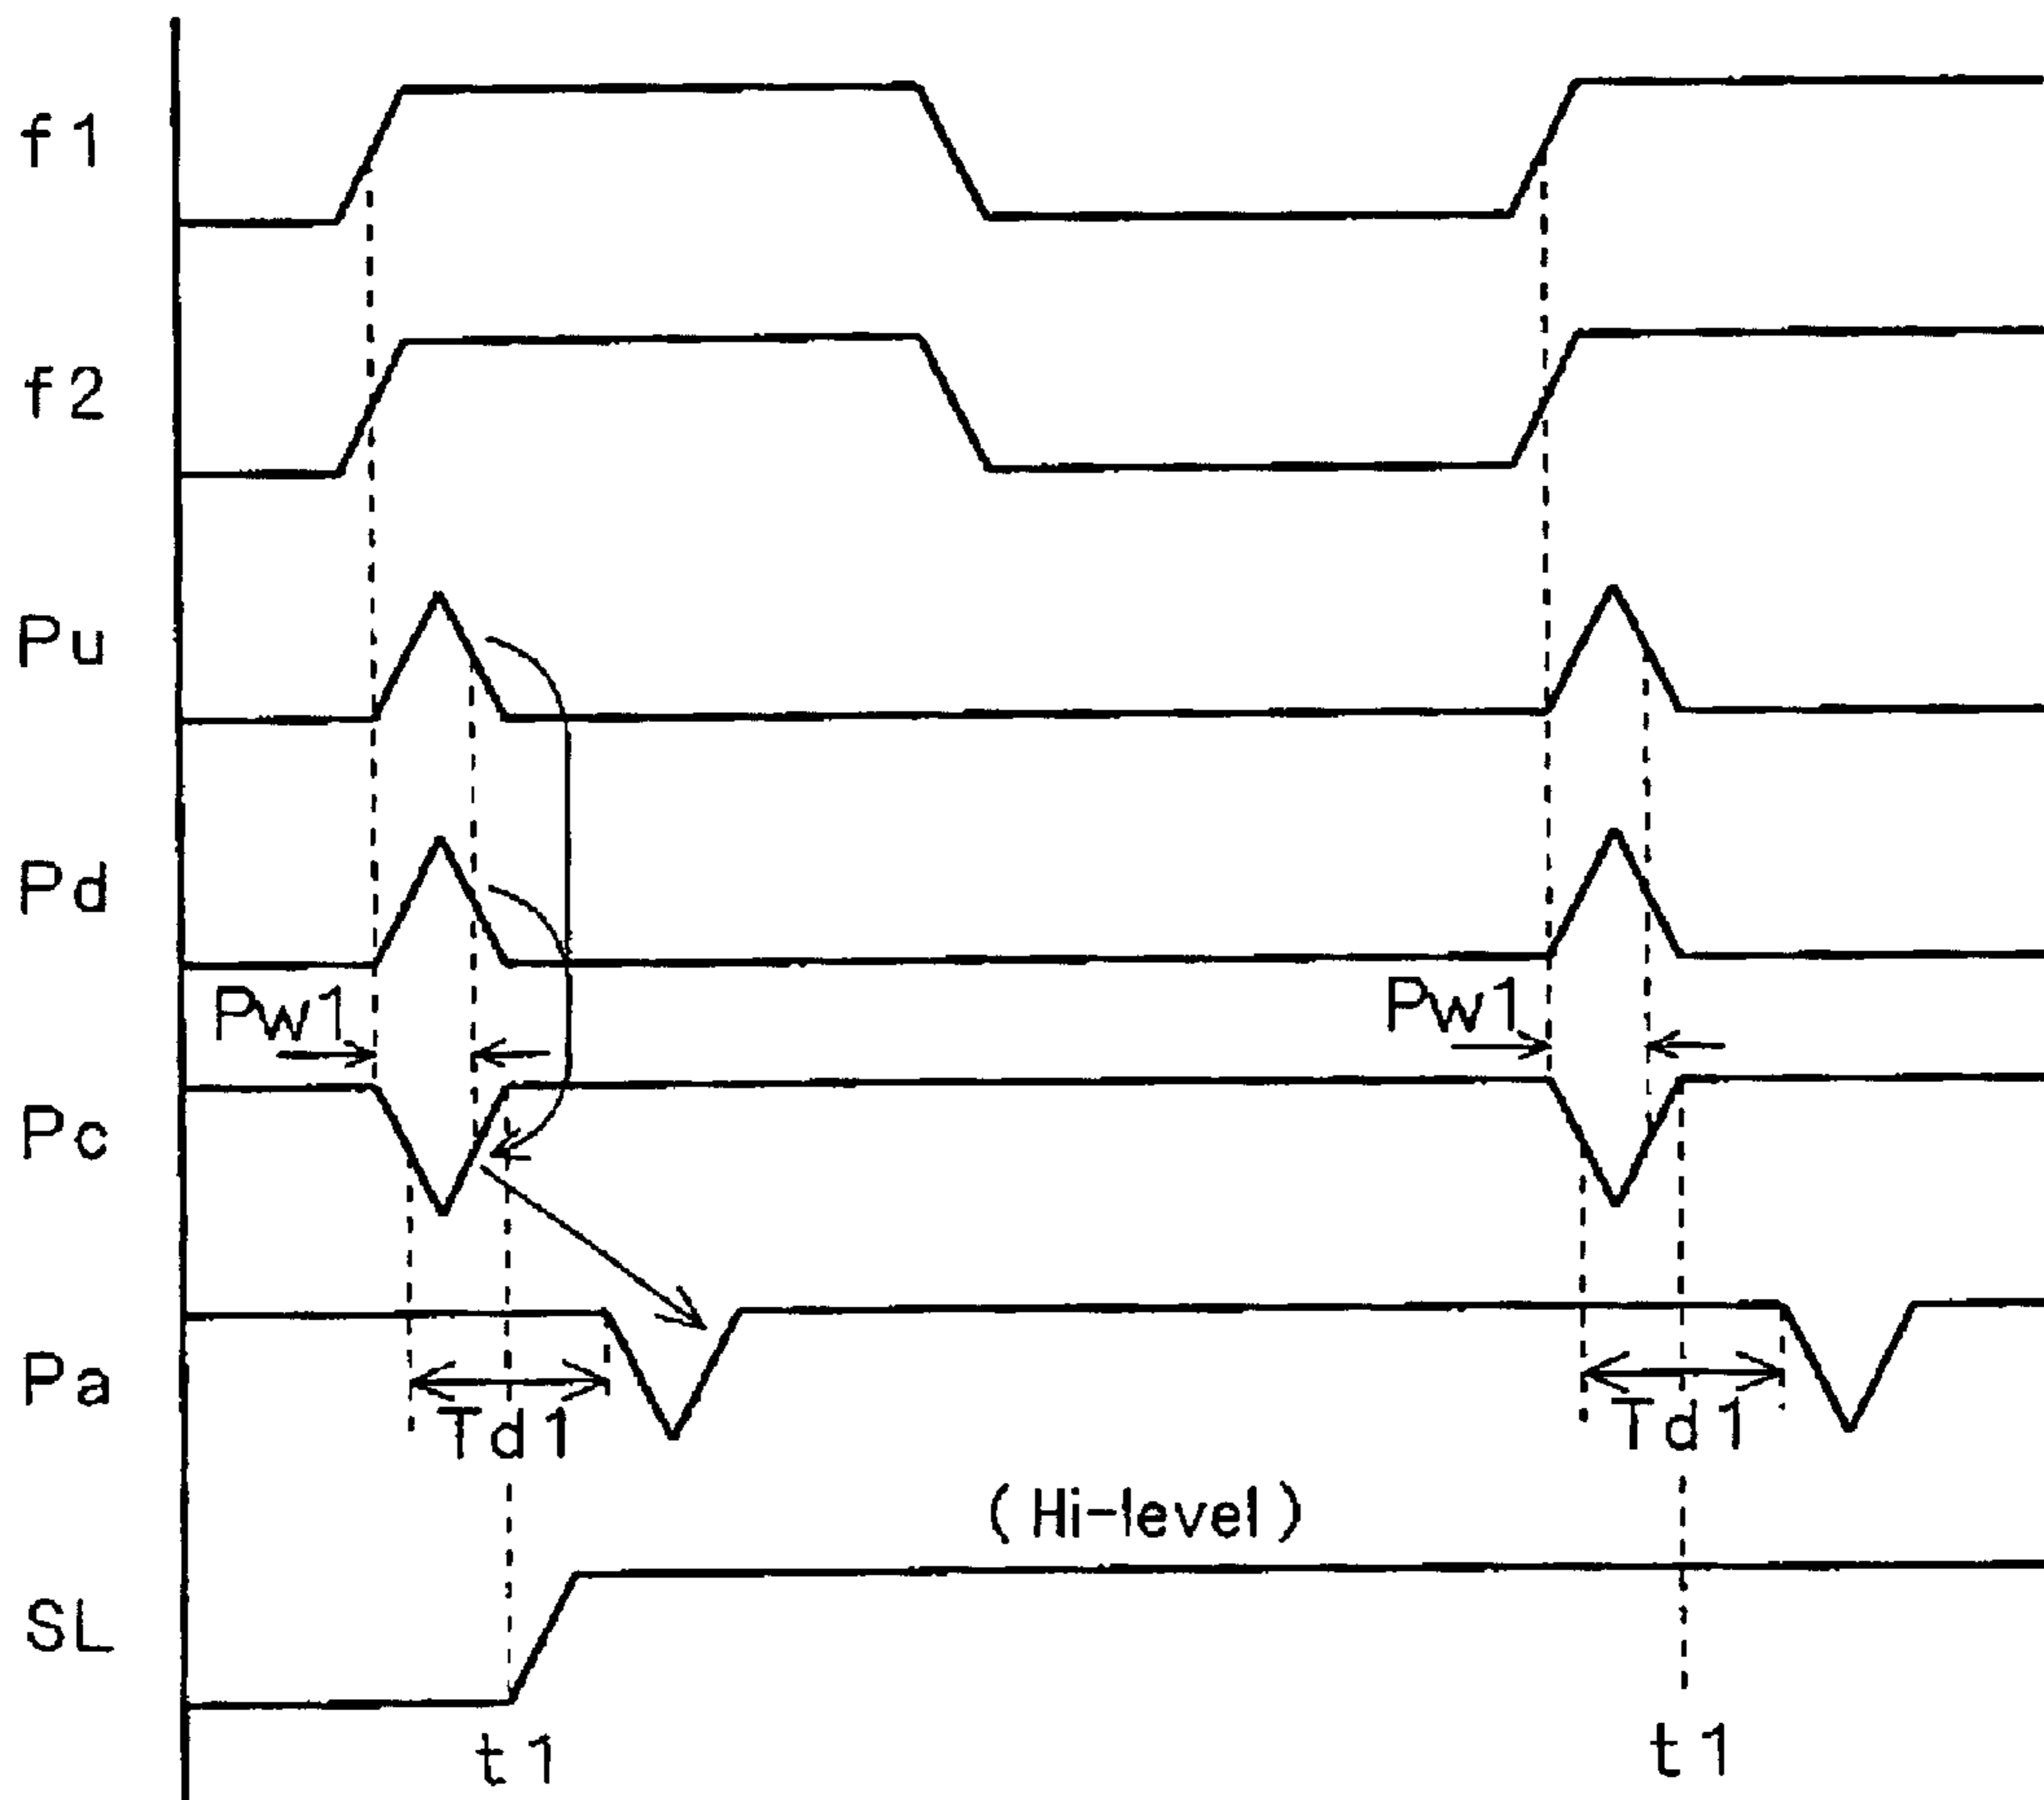 f1
f2
Pu
Pd
Pw1 Pw1
Pc
Pa
Td1 Td1
(Hi-level)
SL
t1 t1